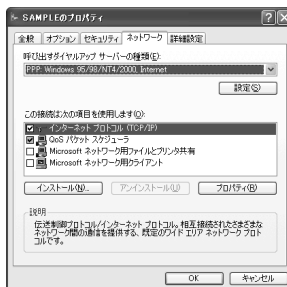 SAMPLEのプロパティ
全般 オプション セキュリティ ネットワーク 詳細設定
呼び出すダイヤルアップ サーバーの種類(E):
PPP: Windows 95/98/NT4/2000, Internet
設定(S)
この接続は次の項目を使用します(O):
インターネット プロトコル (TCP/IP)
QoS パケット スケジューラ
Microsoft ネットワーク用ファイルとプリンタ共有
Microsoft ネットワーク用クライアント
インストール(N)... アンインストール(U) プロパティ(R)
説明
伝送制御プロトコル/インターネット プロトコル。相互接続されたさまざまな
ネットワーク間の通信を提供する、既定のワイド エリア ネットワーク プロト
コルです。
OK キャンセル